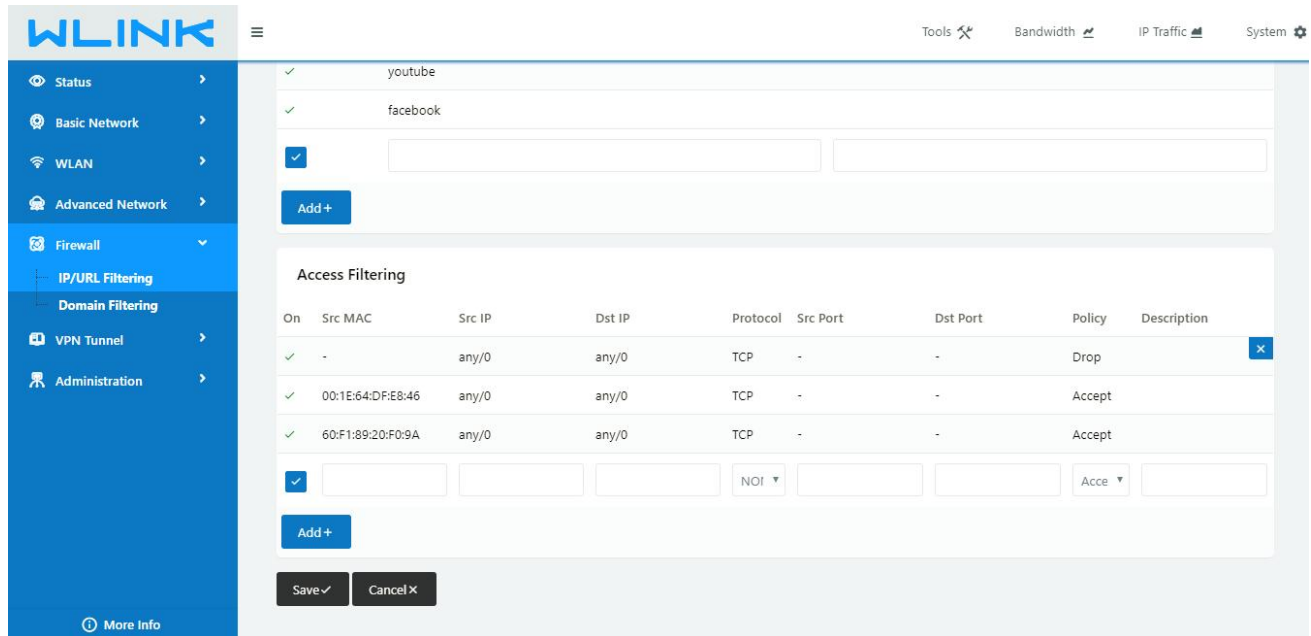 WLINK
Tools Bandwidth IP Traffic System
Status
Basic Network
WLAN
Advanced Network
Firewall
IP/URL Filtering
Domain Filtering
VPN Tunnel
Administration
More Info
youtube
facebook
Add+
Access Filtering
On Src MAC Src IP Dst IP Protocol Src Port Dst Port Policy Description
- any/0 any/0 TCP - - Drop
00:1E:64:DF:E8:46 any/0 any/0 TCP - - Accept
60:F1:89:20:F0:9A any/0 any/0 TCP - - Accept
Acce
Add+
Save Cancel